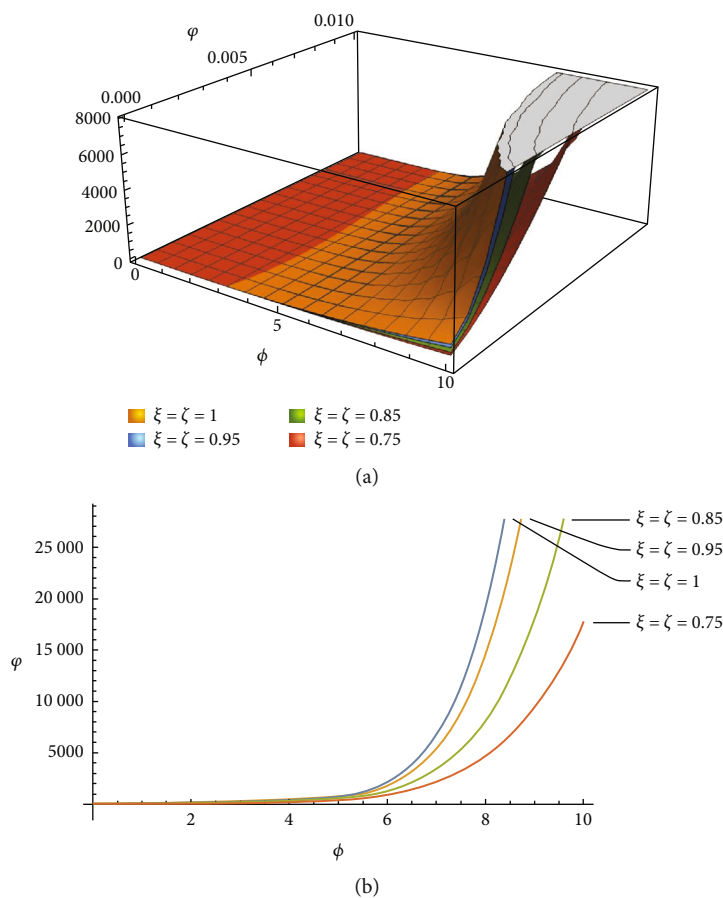 0.010
φ
0.005
0.000
8000
6000
4000
2000
0
0
5
ϕ
10
ξ = ζ = 1
ξ = ζ = 0.85
ξ = ζ = 0.95
ξ = ζ = 0.75
(a)
25 000
20 000
15 000
φ
10 000
5000
2
4
6
8
10
ϕ
ξ = ζ = 0.85
ξ = ζ = 0.95
ξ = ζ = 1
ξ = ζ = 0.75
(b)